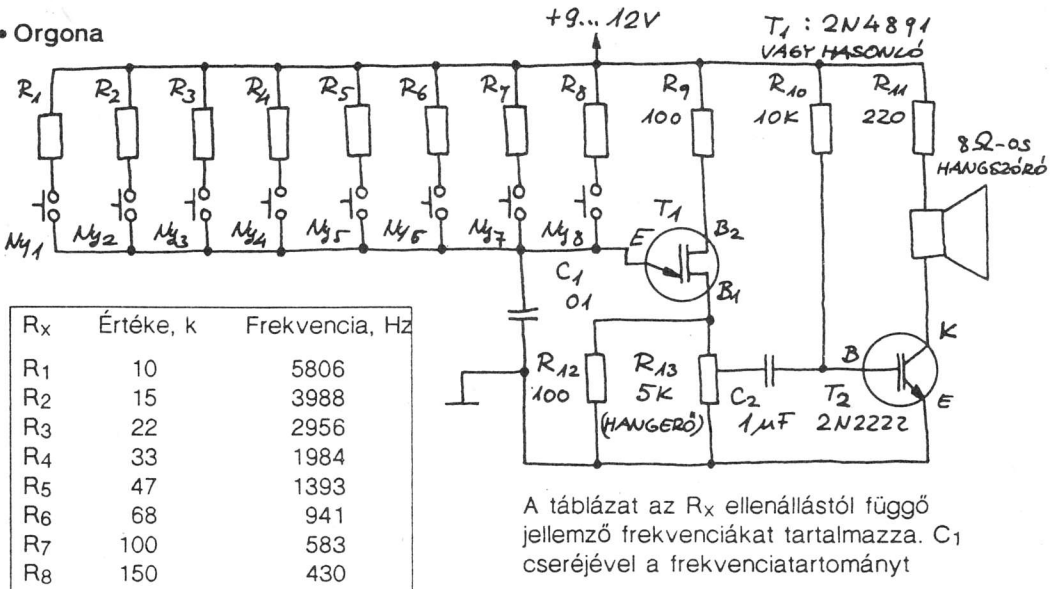 • Orgona
+9... 12V
T1 : 2N4891
VAGY HASONLÓ
R1 R2 R3 R4 R5 R6 R7 R8 R9 R10 R11
100 10K 220
8Ω-OS
HANGSZÓRÓ
Ny1 Ny2 Ny3 Ny4 Ny5 Ny6 Ny7 Ny8
T1
E B2
B1
C1
01
R12
100
R13
5K
(HANGERŐ)
C2
1µF
B K
T2 E
2N2222
Rx Értéke, k Frekvencia, Hz
R1 10 5806
R2 15 3988
R3 22 2956
R4 33 1984
R5 47 1393
R6 68 941
R7 100 583
R8 150 430
A táblázat az Rx ellenállástól függő
jellemző frekvenciákat tartalmazza. C1
cseréjével a frekvenciatartományt